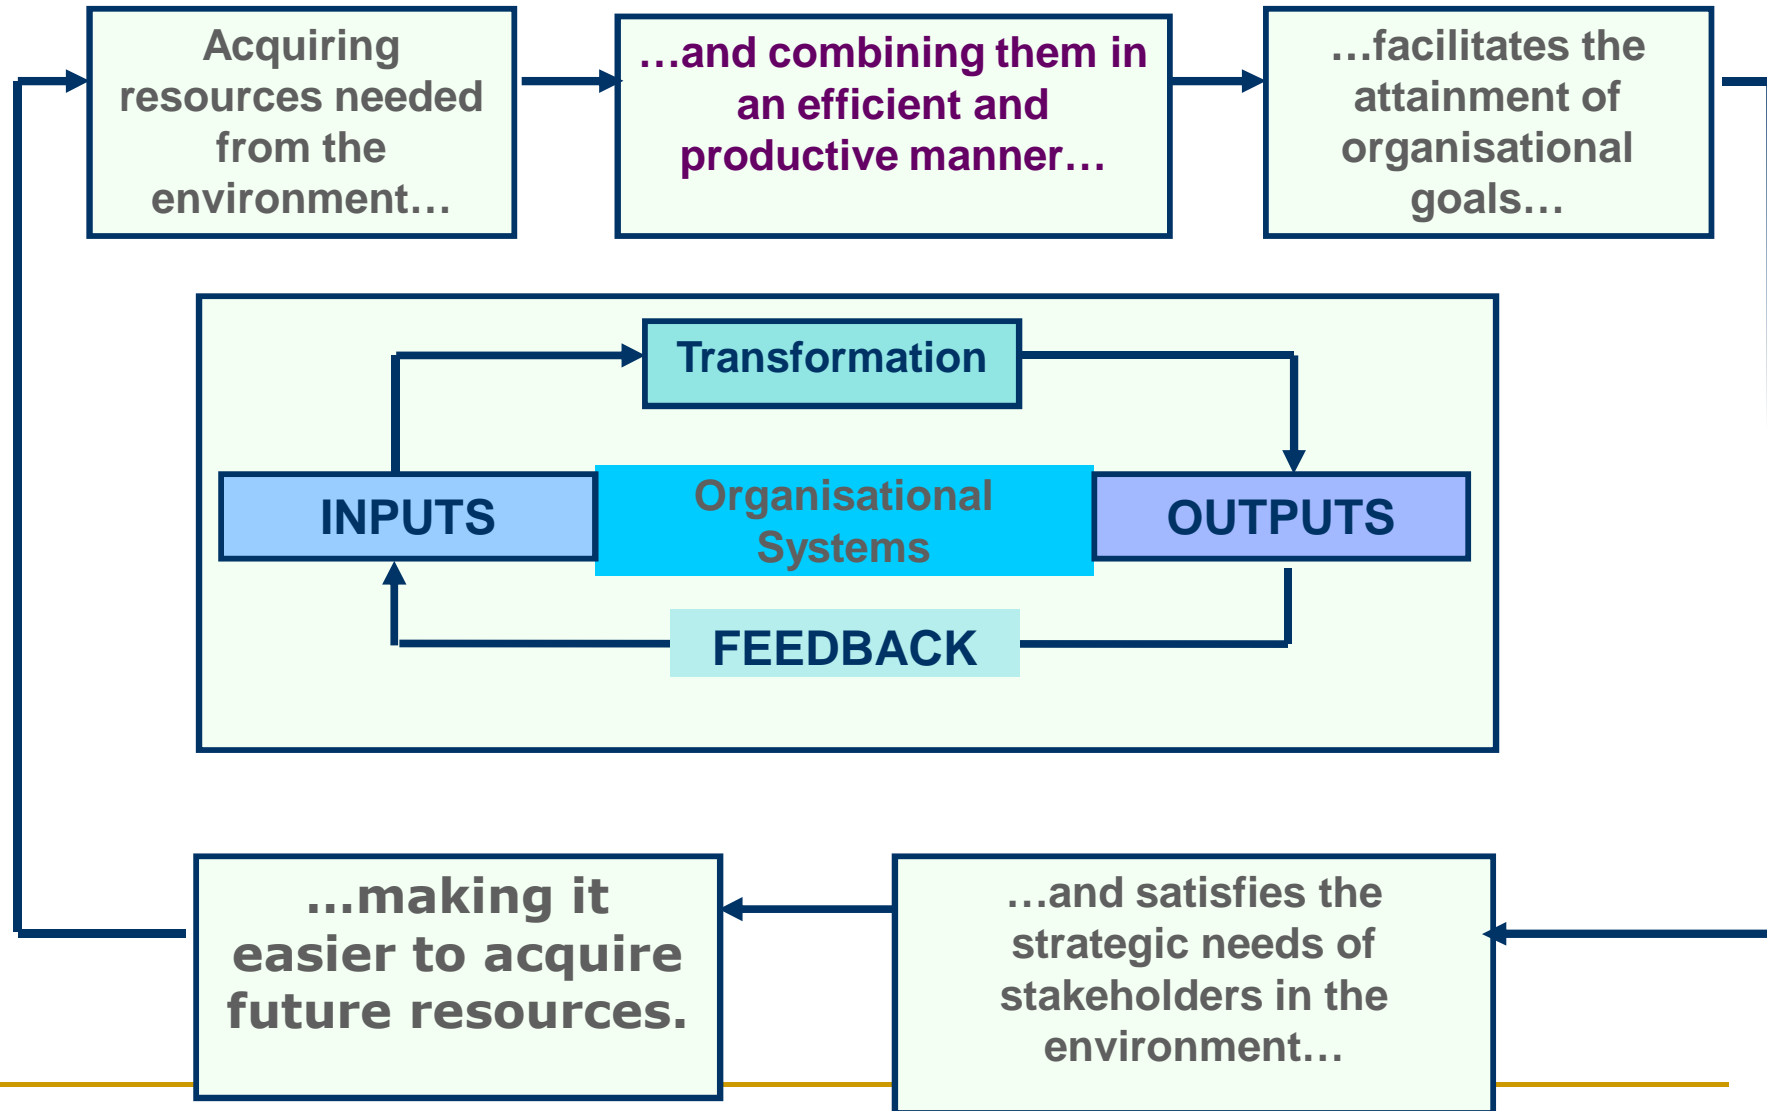 Acquiring
resources needed
from the
environment…
…and combining them in
an efficient and
productive manner…
…facilitates the
attainment of
organisational
goals…
Transformation
INPUTS
Organisational
Systems
OUTPUTS
FEEDBACK
…making it
easier to acquire
future resources.
…and satisfies the
strategic needs of
stakeholders in the
environment…